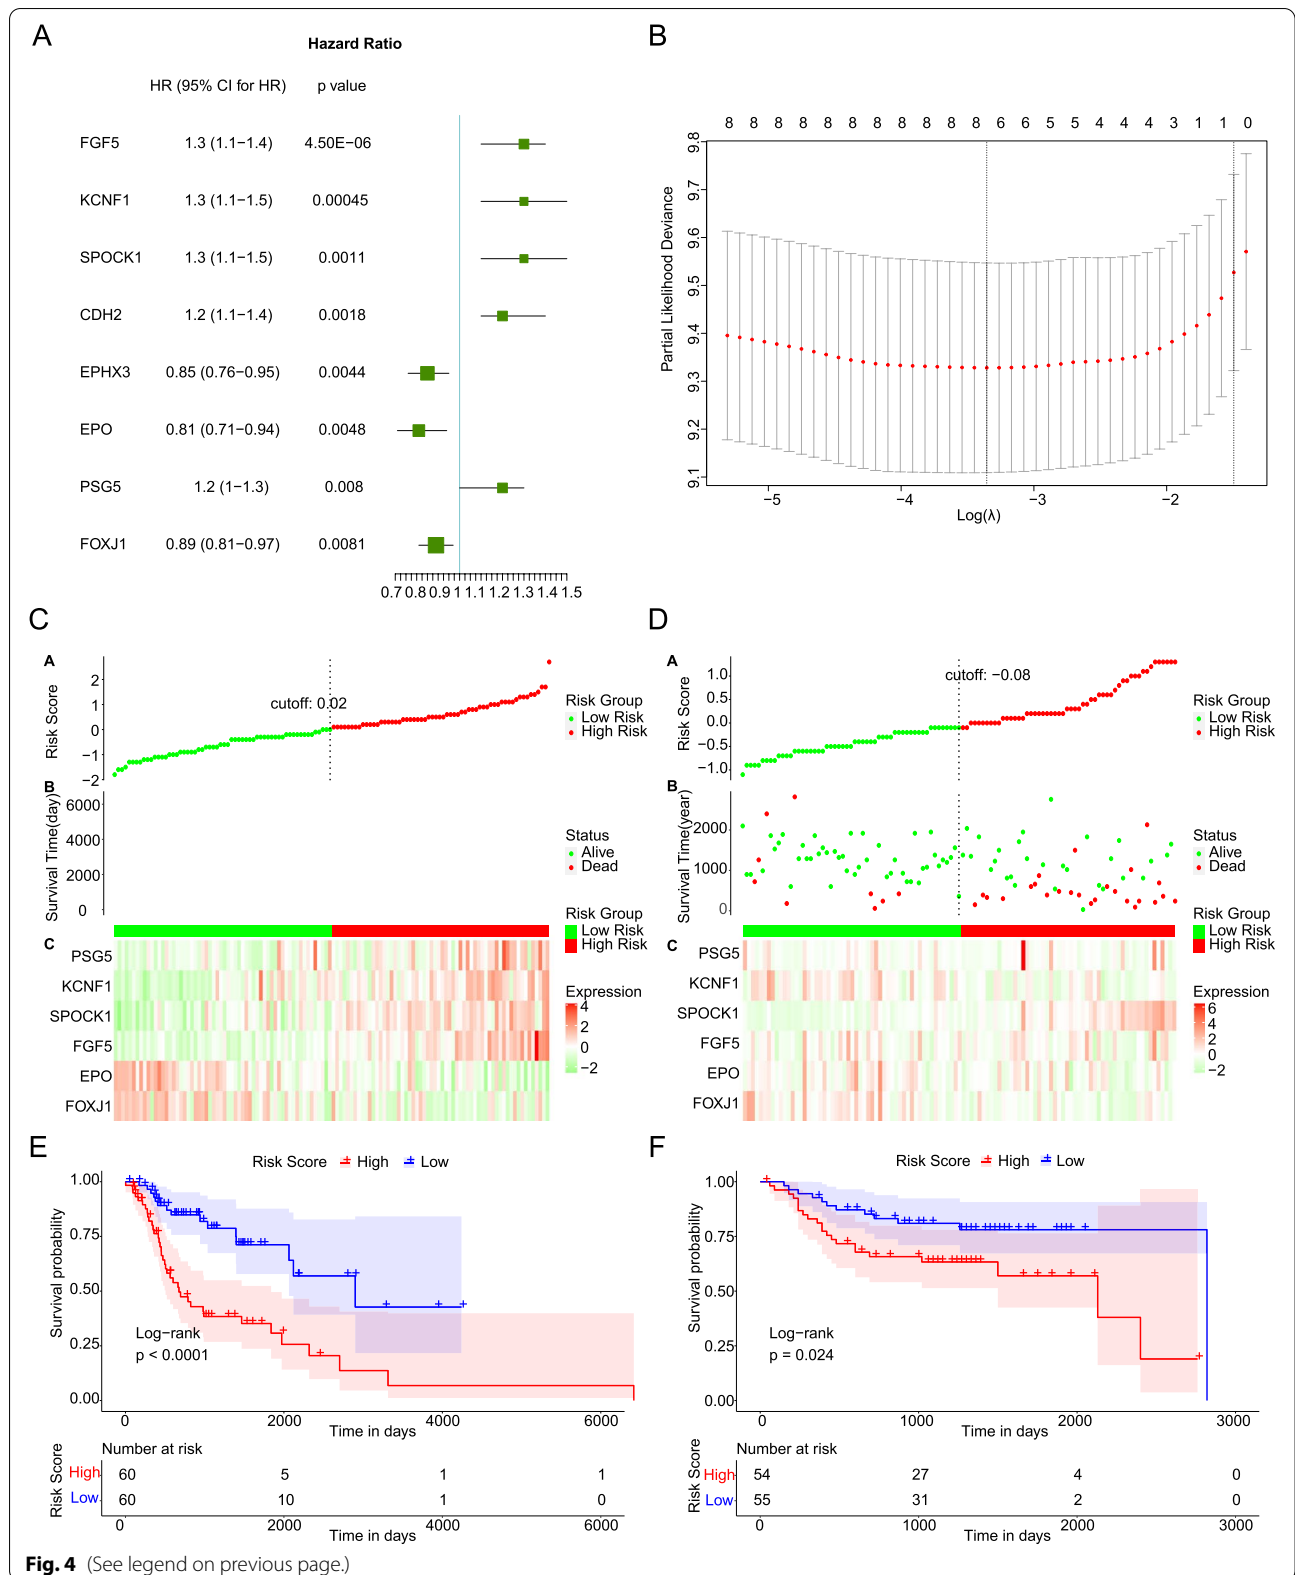 A
Hazard Ratio
HR (95% CI for HR) p value
FGF5 1.3 (1.1−1.4) 4.50E−06
KCNF1 1.3 (1.1−1.5) 0.00045
SPOCK1 1.3 (1.1−1.5) 0.0011
CDH2 1.2 (1.1−1.4) 0.0018
EPHX3 0.85 (0.76−0.95) 0.0044
EPO 0.81 (0.71−0.94) 0.0048
PSG5 1.2 (1−1.3) 0.008
FOXJ1 0.89 (0.81−0.97) 0.0081
0.7 0.8 0.9 1 1.1 1.2 1.3 1.4 1.5
B
8 8 8 8 8 8 8 8 8 8 8 6 6 5 5 4 4 4 3 1 1 0
Partial Likelihood Deviance
9.8
9.7
9.6
9.5
9.4
9.3
9.2
9.1
−5 −4 −3 −2
Log(λ)
C
A
Risk Score
2
1
0
−1
−2
cutoff: 0.02
Risk Group
Low Risk
High Risk
B
Survival Time(day)
6000
4000
2000
0
Status
Alive
Dead
Risk Group
Low Risk
High Risk
C
PSG5
KCNF1
SPOCK1
FGF5
EPO
FOXJ1
Expression
4
2
0
−2
D
A
Risk Score
1.0
0.5
0.0
−0.5
−1.0
cutoff: −0.08
Risk Group
Low Risk
High Risk
B
Survival Time(year)
2000
1000
0
Status
Alive
Dead
Risk Group
Low Risk
High Risk
C
PSG5
KCNF1
SPOCK1
FGF5
EPO
FOXJ1
Expression
6
4
2
0
−2
E
Risk Score High Low
Survival probability
1.00
0.75
0.50
0.25
0.00
Log−rank
p < 0.0001
0 2000 4000 6000
Time in days
Number at risk
Risk Score
High 60 5 1 1
Low 60 10 1 0
0 2000 4000 6000
Time in days
F
Risk Score High Low
Survival probability
1.00
0.75
0.50
0.25
0.00
Log−rank
p = 0.024
0 1000 2000 3000
Time in days
Number at risk
Risk Score
High 54 27 4 0
Low 55 31 2 0
0 1000 2000 3000
Time in days
Fig. 4 (See legend on previous page.)